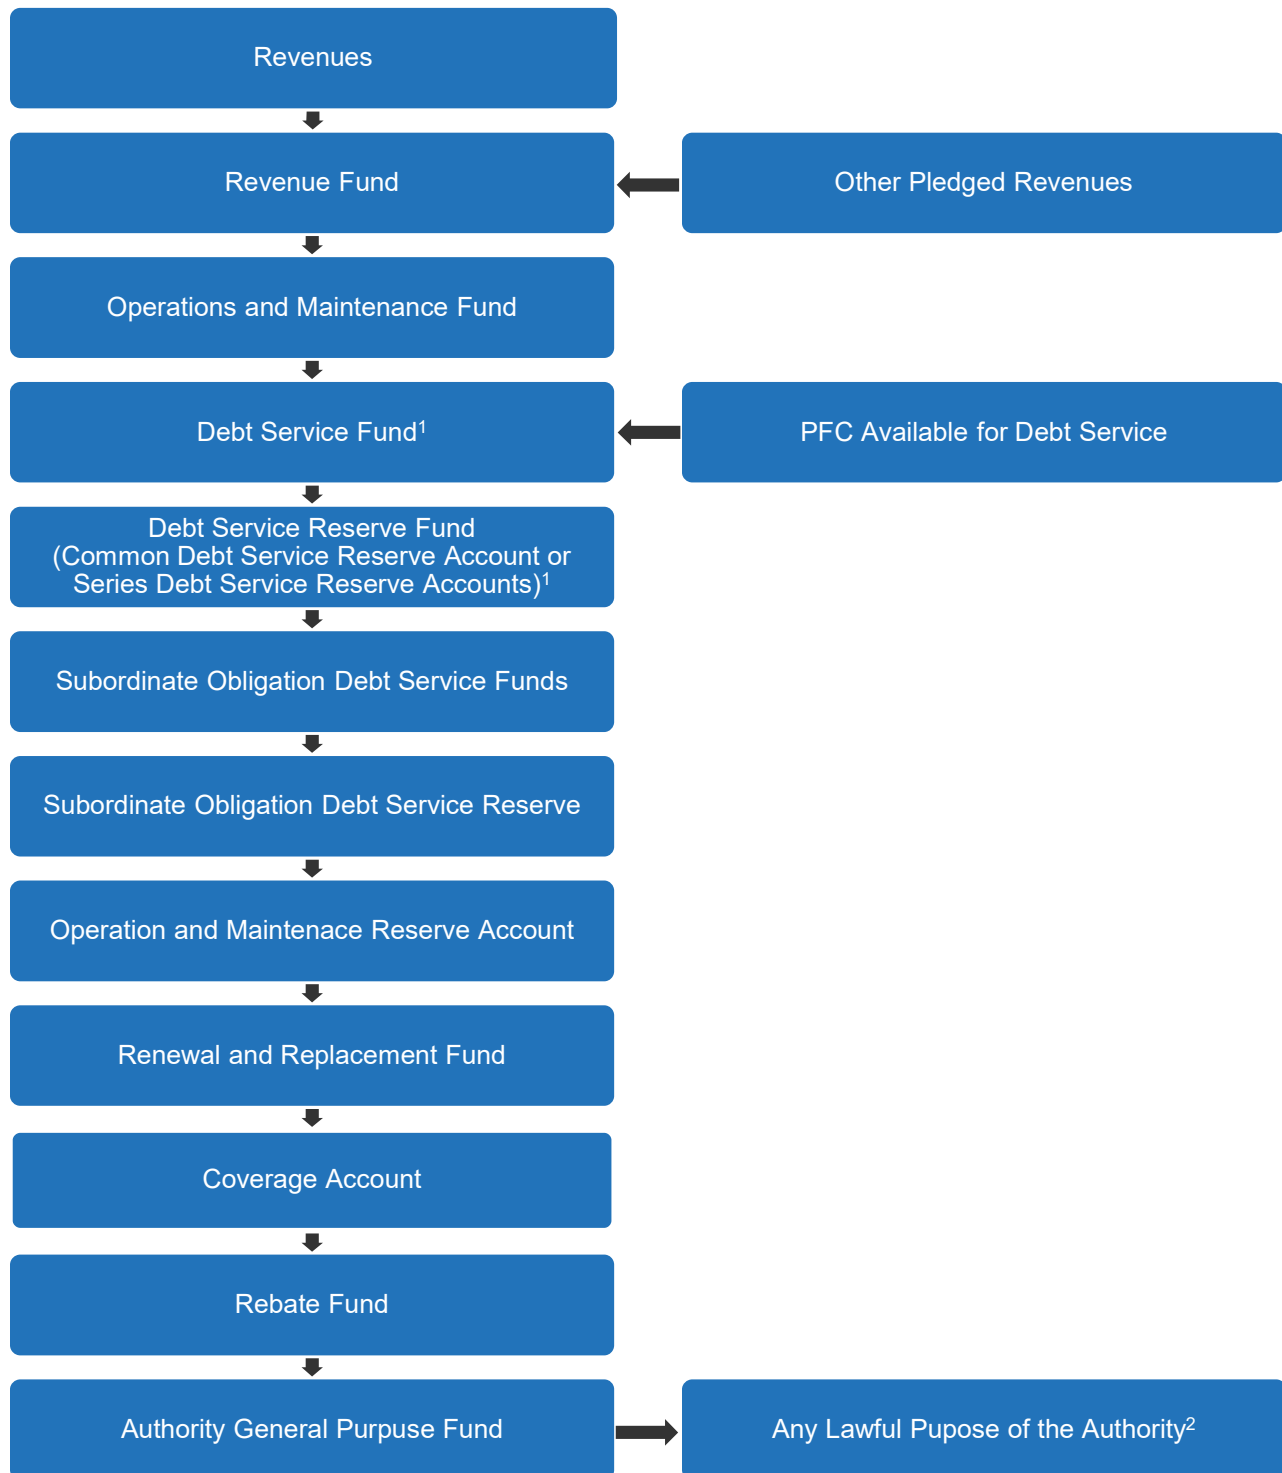 Revenues
Revenue Fund
Other Pledged Revenues
Operations and Maintenance Fund
Debt Service Fund¹
PFC Available for Debt Service
Debt Service Reserve Fund
(Common Debt Service Reserve Account or
Series Debt Service Reserve Accounts)¹
Subordinate Obligation Debt Service Funds
Subordinate Obligation Debt Service Reserve
Operation and Maintenace Reserve Account
Renewal and Replacement Fund
Coverage Account
Rebate Fund
Authority General Purpuse Fund
Any Lawful Pupose of the Authority²